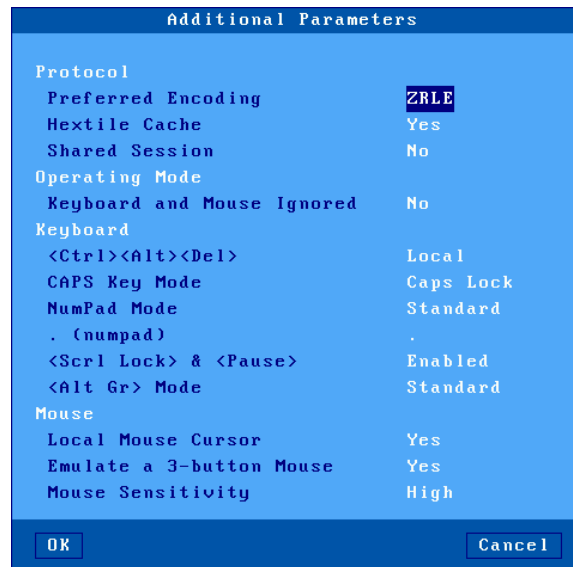 Additional Parameters
Protocol
Preferred Encoding ZRLE
Hextile Cache Yes
Shared Session No
Operating Mode
Keyboard and Mouse Ignored No
Keyboard
<Ctrl><Alt><Del> Local
CAPS Key Mode Caps Lock
NumPad Mode Standard
. (numpad) .
<Scrl Lock> & <Pause> Enabled
<Alt Gr> Mode Standard
Mouse
Local Mouse Cursor Yes
Emulate a 3-button Mouse Yes
Mouse Sensitivity High
OK Cancel